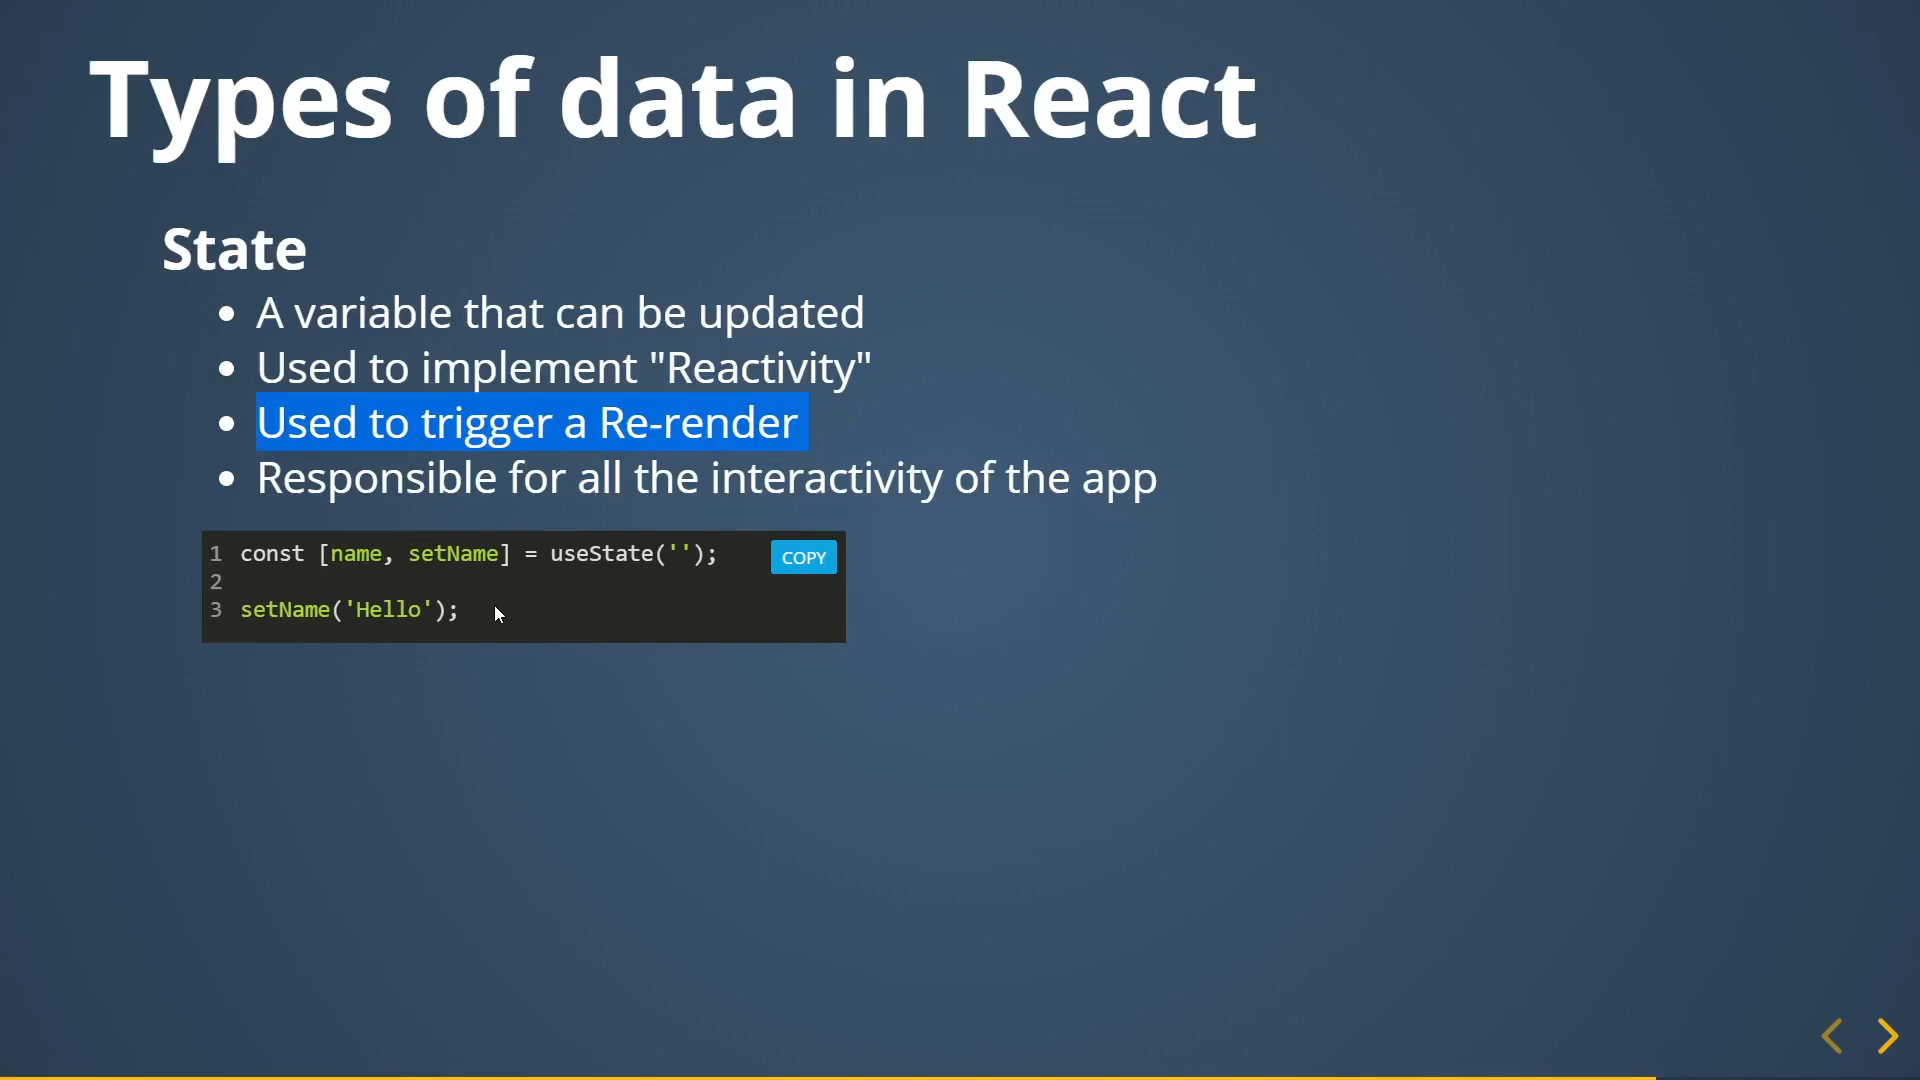 Types of data in React
State
• A variable that can be updated
• Used to implement "Reactivity"
• Used to trigger a Re-render
• Responsible for all the interactivity of the app
1 const [name, setName] = useState('');
COPY
2
3 setName('Hello');